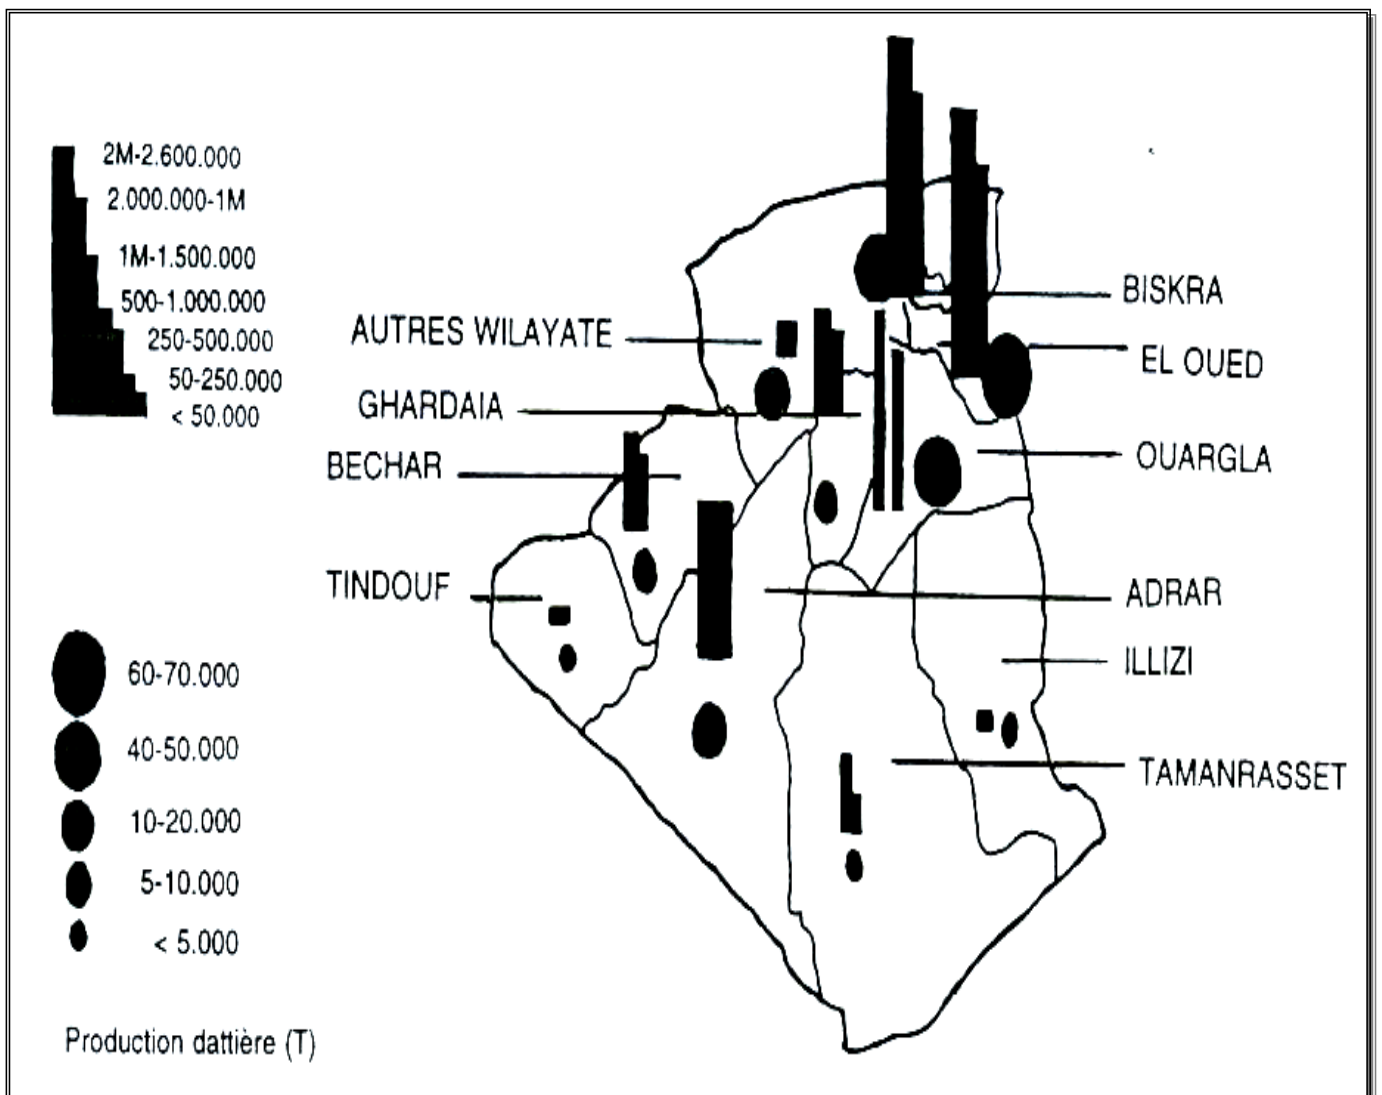 2M-2.600.000
2.000.000-1M
1M-1.500.000
500-1.000.000
250-500.000
50-250.000
< 50.000
60-70.000
40-50.000
10-20.000
5-10.000
< 5.000
Production dattière (T)
AUTRES WILAYATE
GHARDAIA
BECHAR
TINDOUF
BISKRA
EL OUED
OUARGLA
ADRAR
ILLIZI
TAMANRASSET